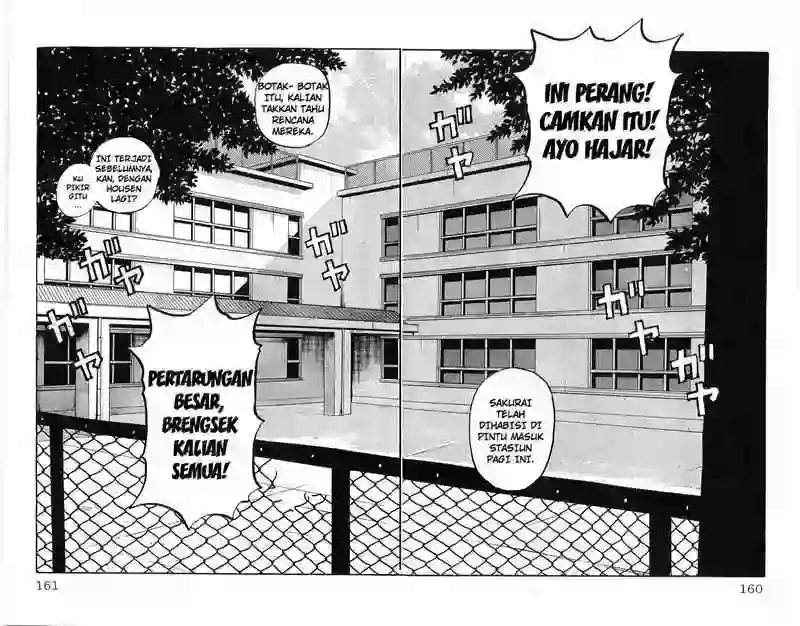 INI PERANG!
CAMKAN ITU!
AYO HAJAR!
SAKURAI
TELAH
DIHABISI DI
PINTU MASUK
STASIUN
PAGI INI.
BOTAK- BOTAK
ITU, KALIAN
TAKKAN TAHU
RENCANA
MEREKA.
INI TERJADI
SEBELUMNYA,
KAN, DENGAN
HOUSEN
LAGI?
KU
PIKIR
GITU
...
PERTARUNGAN
BESAR,
BRENGSEK
KALIAN
SEMUA!
ガヤ
ガヤ
ガヤ
ガヤ
ガヤ
ガヤ
161
160